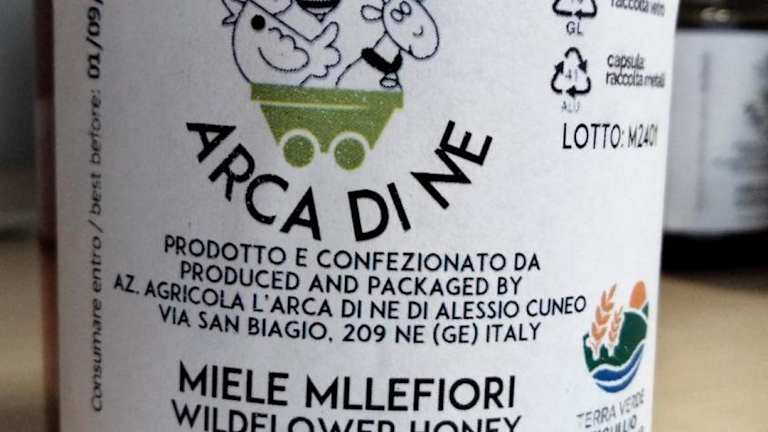 ARCA DI NE
PRODOTTO E CONFEZIONATO DA
PRODUCED AND PACKAGED BY
AZ. AGRICOLA L'ARCA DI NE DI ALESSIO CUNEO
VIA SAN BIAGIO, 209 NE (GE) ITALY
MIELE MLLEFIORI
WILDFLOWER HONEY
Consumare entro / best before: 01/09/
raccolta vetro
GL
41
ALU
capsula:
raccolta metalli
LOTTO: M2401
TERRA VERDE